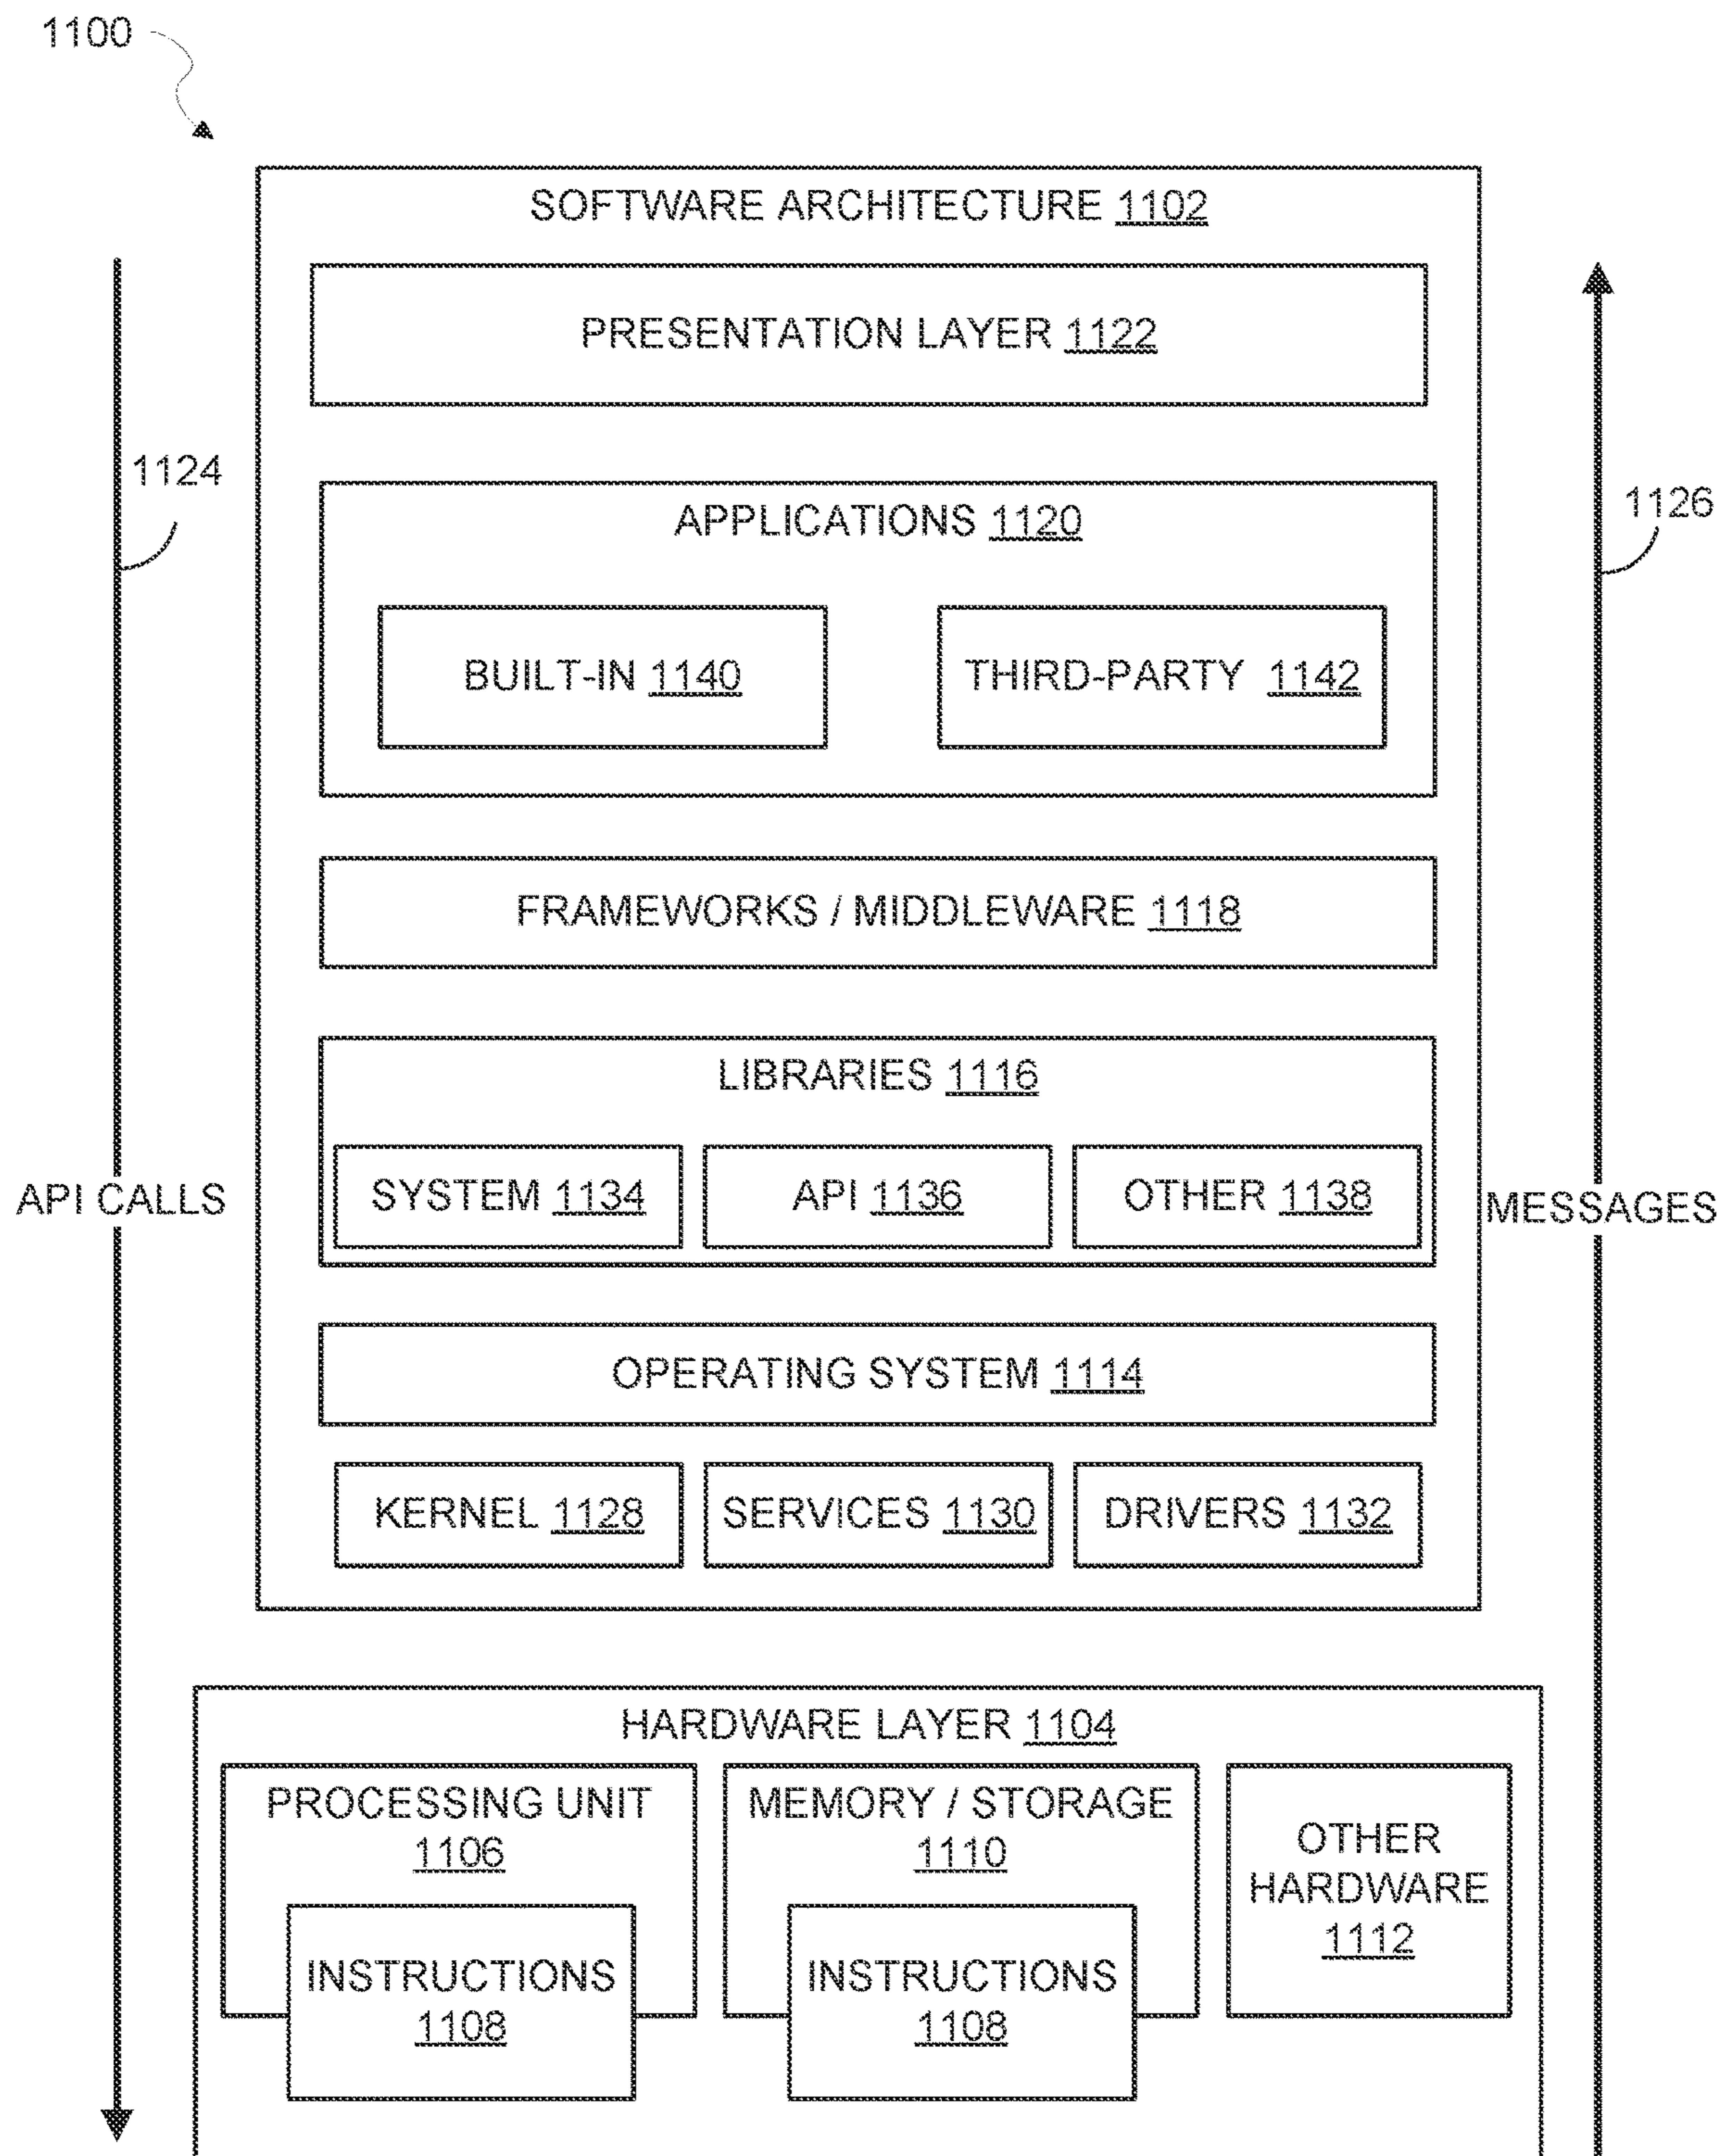 1100
SOFTWARE ARCHITECTURE 1102
PRESENTATION LAYER 1122
1124
1126
APPLICATIONS 1120
BUILT-IN 1140
THIRD-PARTY 1142
FRAMEWORKS / MIDDLEWARE 1118
LIBRARIES 1116
SYSTEM 1134
API 1136
OTHER 1138
API CALLS
MESSAGES
OPERATING SYSTEM 1114
KERNEL 1128
SERVICES 1130
DRIVERS 1132
HARDWARE LAYER 1104
PROCESSING UNIT
1106
INSTRUCTIONS
1108
MEMORY / STORAGE
1110
INSTRUCTIONS
1108
OTHER
HARDWARE
1112